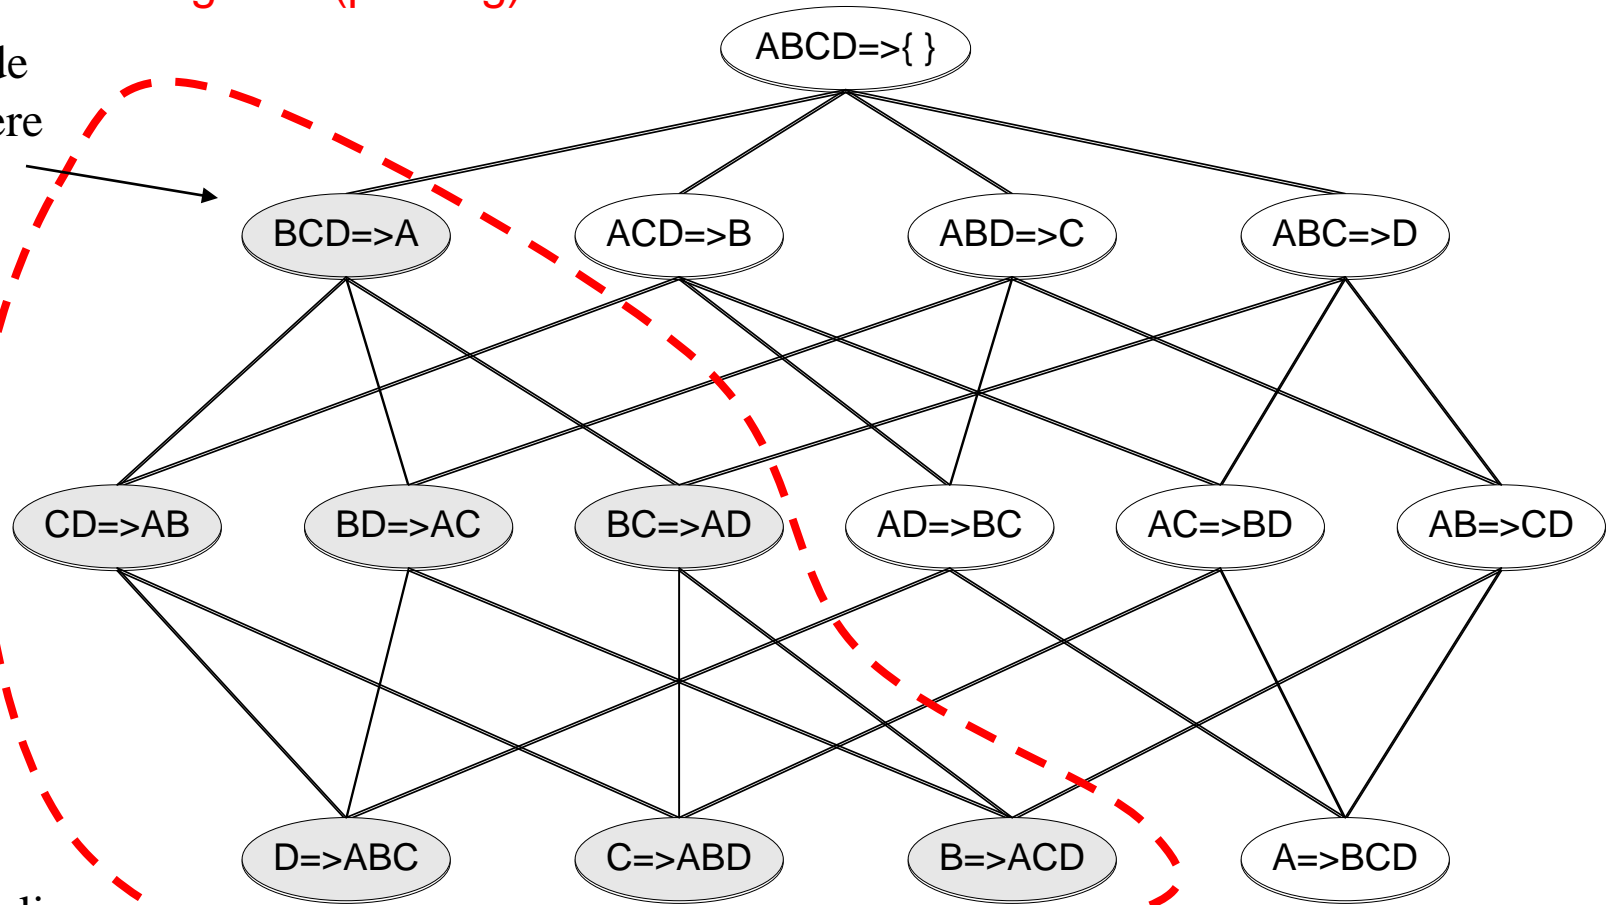 ABCD=>{ }
BCD=>A ACD=>B ABD=>C ABC=>D
CD=>AB BD=>AC BC=>AD AD=>BC AC=>BD AB=>CD
D=>ABC C=>ABD B=>ACD A=>BCD